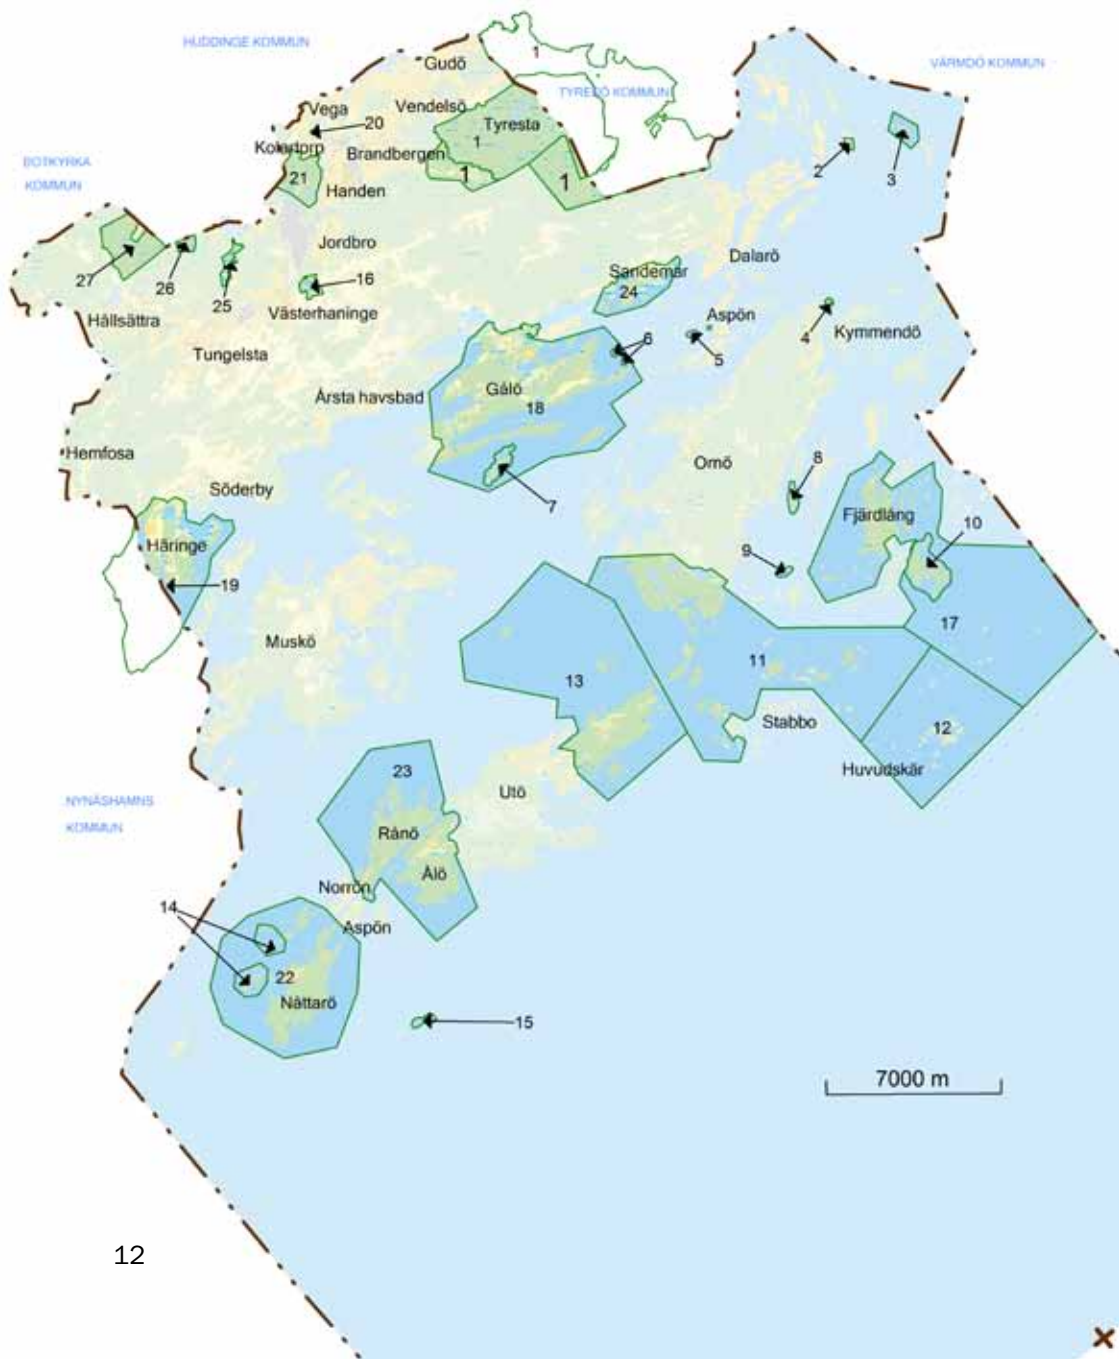 HUDDINGE KOMMUN
1
Gudö
VÄRMDÖ KOMMUN
TYRESÖ KOMMUN
Vega
Vendelsö
20
Tyresta
Kolartorp
Brandbergen
1
2
3
BOTKYRKA
KOMMUN
21
1
1
Handen
Jordbro
Dalarö
27
26
25
16
Sandemar
24
Hållsättra
Västerhaninge
Aspön
4
Kymmendö
Tungelsta
6
5
Årsta havsbad
Gålö
18
Hemfosa
Ornö
8
Söderby
7
Fjärdlång
10
Häringe
9
19
17
Muskö
11
13
Stabbo
12
Huvudskär
23
NYNÄSHAMNS
KOMMUN
Utö
Rånö
Ålö
Norrön
14
Aspön
22
Nåttarö
15
7000 m
12